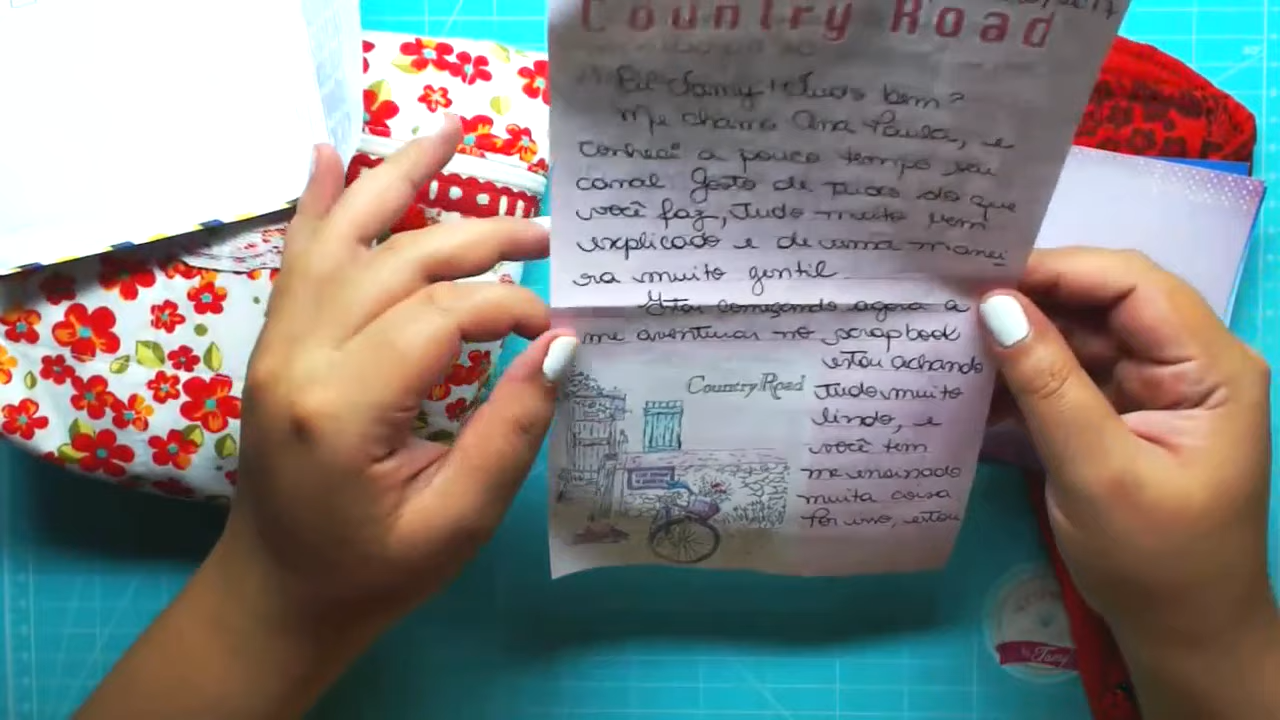 Country Road
Oi Tamy! Tudo bem?
Me chamo Ana Paula, e
conheci a pouco tempo seu
canal. Gosto de tudo do que
você faz, tudo muito bem
explicado e de uma manei
ra muito gentil
Estou começando agora a
me aventurar no scrapbook
estou achando
Country Road
tudo muito
lindo, e
você tem
me ensinado
muita coisa
Por isso, estou
by Tamy